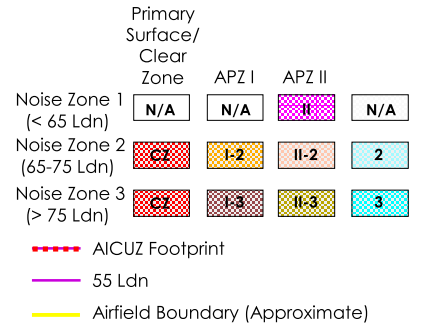 Primary
Surface/
Clear
Zone
APZ I
APZ II
Noise Zone 1
(< 65 Ldn)
N/A
N/A
II
N/A
Noise Zone 2
(65-75 Ldn)
CZ
I-2
II-2
2
Noise Zone 3
(> 75 Ldn)
CZ
I-3
II-3
3
AICUZ Footprint
55 Ldn
Airfield Boundary (Approximate)